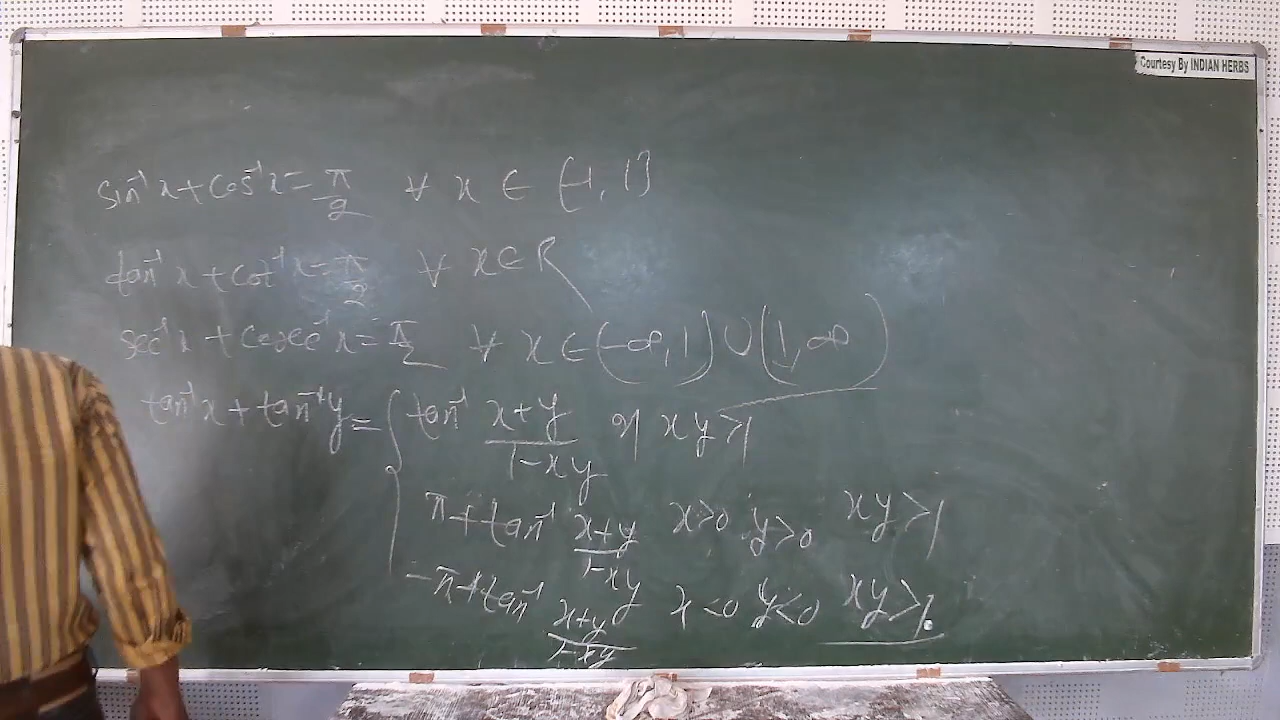 Courtesy By INDIAN HERBS
sin⁻¹x + cos⁻¹x = π/2 ∀ x ∈ [-1, 1]
tan⁻¹x + cot⁻¹x = π/2 ∀ x ∈ R
sec⁻¹x + cosec⁻¹x = π/2 ∀ x ∈ (-∞, 1) ∪ (1, ∞)
tan⁻¹x + tan⁻¹y = { tan⁻¹ (x+y)/(1-xy) if xy > 1
π + tan⁻¹ (x+y)/(1-xy) x>0 y>0 xy>1
-π + tan⁻¹ (x+y)/(1-xy) x<0 y<0 xy>1.